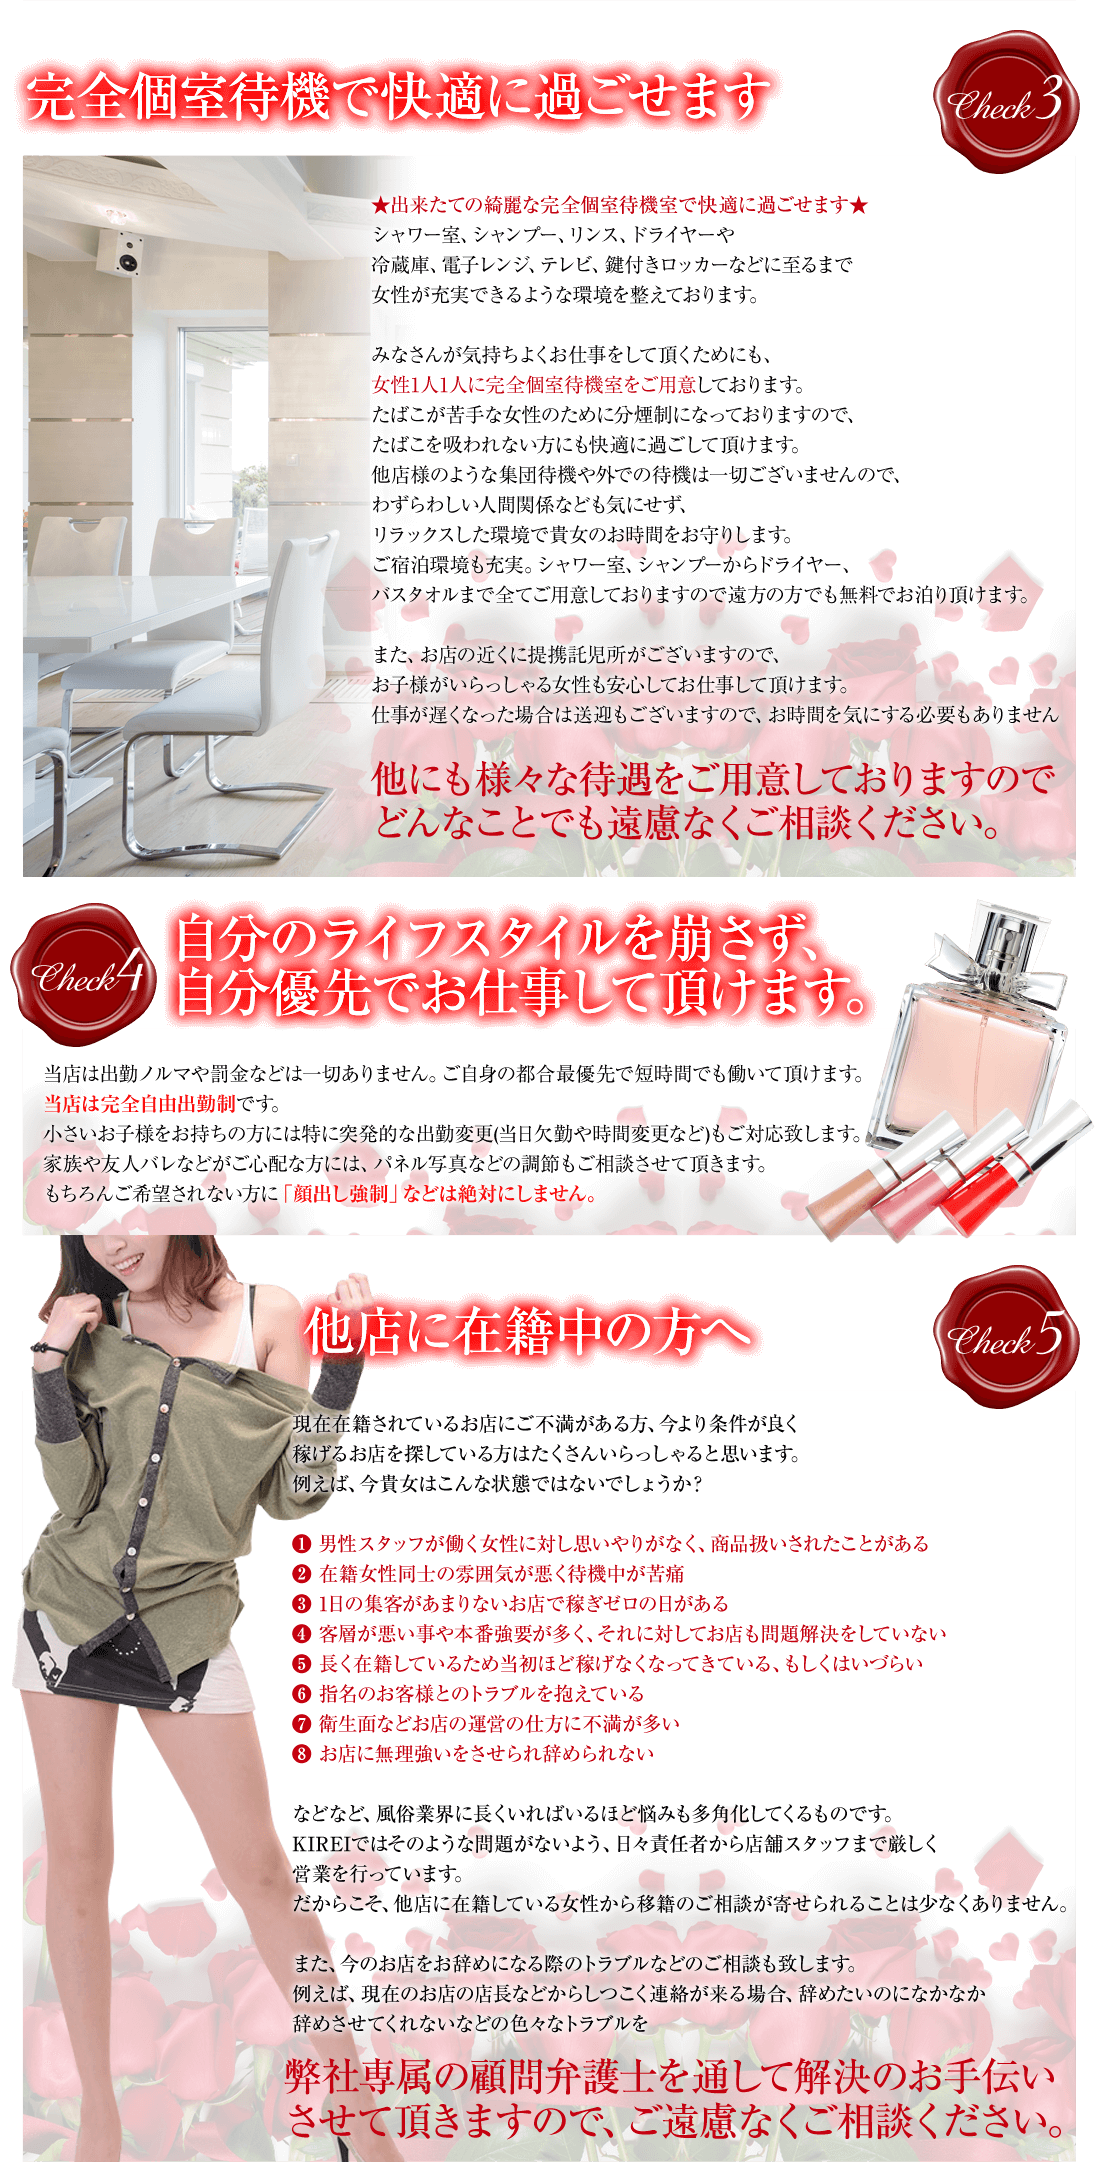 完全個室待機で快適に過ごせます
Check 3
★出来たての綺麗な完全個室待機室で快適に過ごせます★
シャワー室、シャンプー、リンス、ドライヤーや
冷蔵庫、電子レンジ、テレビ、鍵付きロッカーなどに至るまで
女性が充実できるような環境を整えております。
みなさんが気持ちよくお仕事をして頂くためにも、
女性1人1人に完全個室待機室をご用意しております。
たばこが苦手な女性のために分煙制になっておりますので、
たばこを吸われない方にも快適に過ごして頂けます。
他店様のような集団待機や外での待機は一切ございませんので、
わずらわしい人間関係なども気にせず、
リラックスした環境で貴女のお時間をお守りします。
ご宿泊環境も充実。シャワー室、シャンプーからドライヤー、
バスタオルまで全てご用意しておりますので遠方の方でも無料でお泊り頂けます。
また、お店の近くに提携託児所がございますので、
お子様がいらっしゃる女性も安心してお仕事して頂けます。
仕事が遅くなった場合は送迎もございますので、お時間を気にする必要もありません
他にも様々な待遇をご用意しておりますので
どんなことでも遠慮なくご相談ください。
Check 4
自分のライフスタイルを崩さず、
自分優先でお仕事して頂けます。
当店は出勤ノルマや罰金などは一切ありません。ご自身の都合最優先で短時間でも働いて頂けます。
当店は完全自由出勤制です。
小さいお子様をお持ちの方には特に突発的な出勤変更(当日欠勤や時間変更など)もご対応致します。
家族や友人バレなどがご心配な方には、パネル写真などの調節もご相談させて頂きます。
もちろんご希望されない方に「顔出し強制」などは絶対にしません。
他店に在籍中の方へ
Check 5
現在在籍されているお店にご不満がある方、今より条件が良く
稼げるお店を探している方はたくさんいらっしゃると思います。
例えば、今貴女はこんな状態ではないでしょうか？
❶ 男性スタッフが働く女性に対し思いやりがなく、商品扱いされたことがある
❷ 在籍女性同士の雰囲気が悪く待機中が苦痛
❸ 1日の集客があまりないお店で稼ぎゼロの日がある
❹ 客層が悪い事や本番強要が多く、それに対してお店も問題解決をしていない
❺ 長く在籍しているため当初ほど稼げなくなってきている、もしくはいづらい
❻ 指名のお客様とのトラブルを抱えている
❼ 衛生面などお店の運営の仕方に不満が多い
❽ お店に無理強いをさせられ辞められない
などなど、風俗業界に長くいればいるほど悩みも多角化してくるものです。
KIREIではそのような問題がないよう、日々責任者から店舗スタッフまで厳しく
営業を行っています。
だからこそ、他店に在籍している女性から移籍のご相談が寄せられることは少なくありません。
また、今のお店をお辞めになる際のトラブルなどのご相談も致します。
例えば、現在のお店の店長などからしつこく連絡が来る場合、辞めたいのになかなか
辞めさせてくれないなどの色々なトラブルを
弊社専属の顧問弁護士を通して解決のお手伝い
させて頂きますので、ご遠慮なくご相談ください。